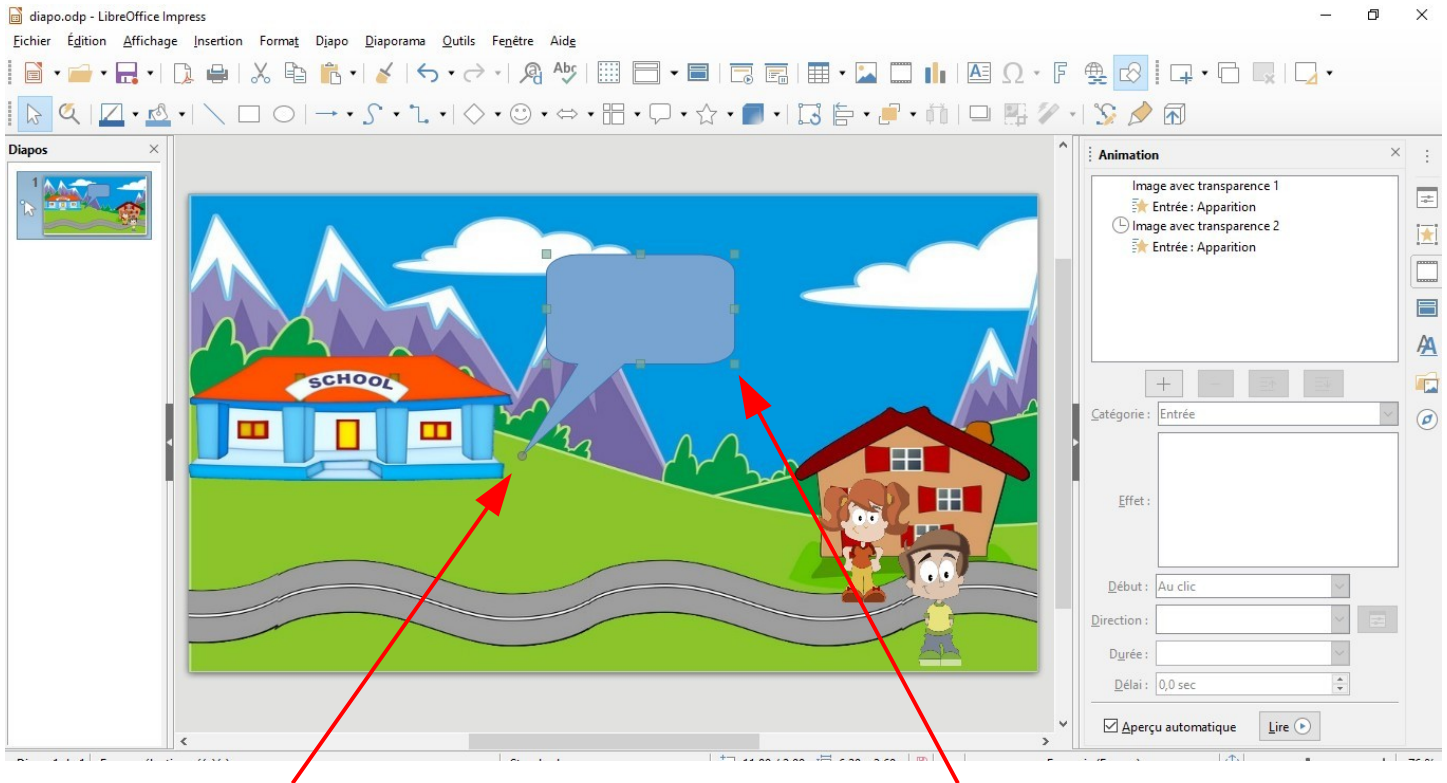 diapo.odp - LibreOffice Impress
Fichier Édition Affichage Insertion Format Diapo Diaporama Outils Fenêtre Aide
Abc
Diapos
1
SCHOOL
Animation
Image avec transparence 1
Entrée : Apparition
Image avec transparence 2
Entrée : Apparition
Catégorie : Entrée
Effet :
Début : Au clic
Direction :
Durée :
Délai : 0,0 sec
Aperçu automatique Lire